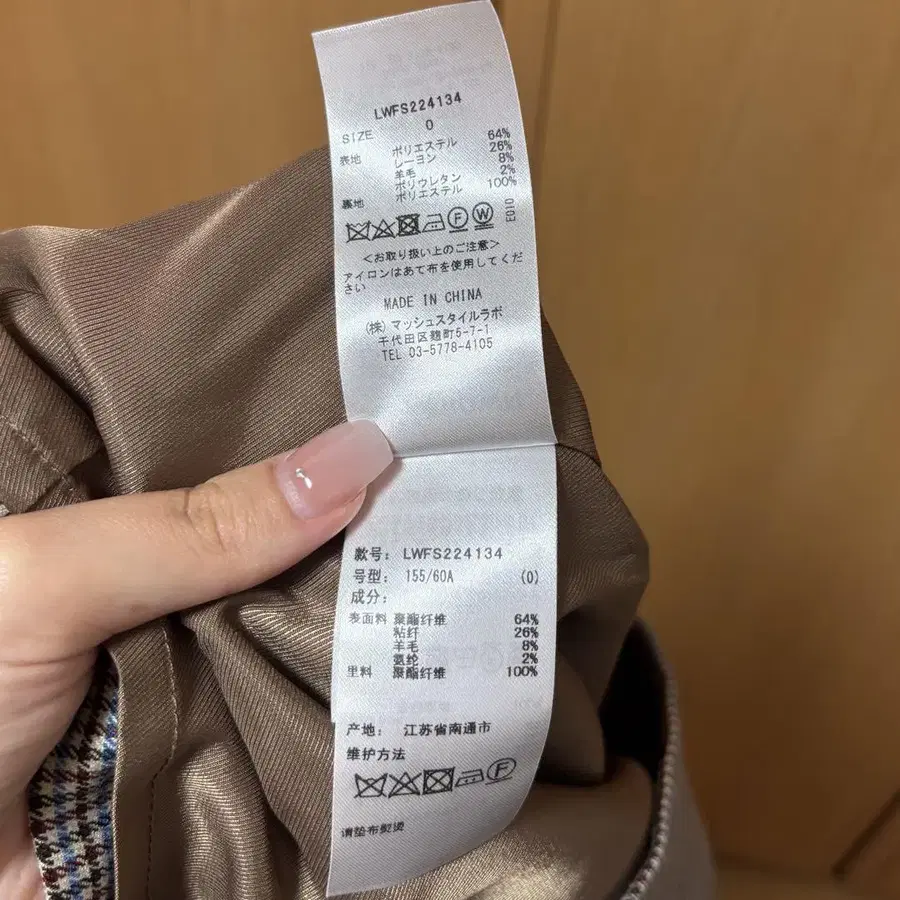 LWFS224134
SIZE 0
表地 ポリエステル 64%
レーヨン 26%
羊毛 8%
ポリウレタン 2%
裏地 ポリエステル 100%
F W
E010
<お取り扱い上のご注意>
アイロンはあて布を使用してくだ
さい
MADE IN CHINA
(株)マッシュスタイルラボ
千代田区麹町5-7-1
TEL 03-5778-4105
款号: LWFS224134
号型: 155/60A (0)
成分:
表面料 聚酯纤维 64%
粘纤 26%
羊毛 8%
氨纶 2%
里料 聚酯纤维 100%
产地: 江苏省南通市
维护方法
F
请垫布熨烫